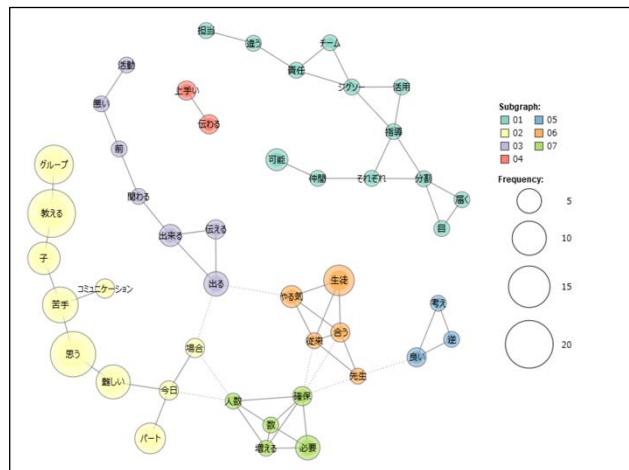 担当
違う
チーム
責任
ジグソー
活用
活動
悪い
上手い
伝わる
指導
前
可能
仲間
それぞれ
分割
届く
目
関わる
グループ
教える
子
苦手
コミュニケーション
思う
難しい
今日
パート
場合
出来る
伝える
出る
やる気
生徒
従来
合う
先生
考え
逆
良い
人数
確保
数
増える
必要
Subgraph:
01 05
02 06
03 07
04
Frequency:
5
10
15
20